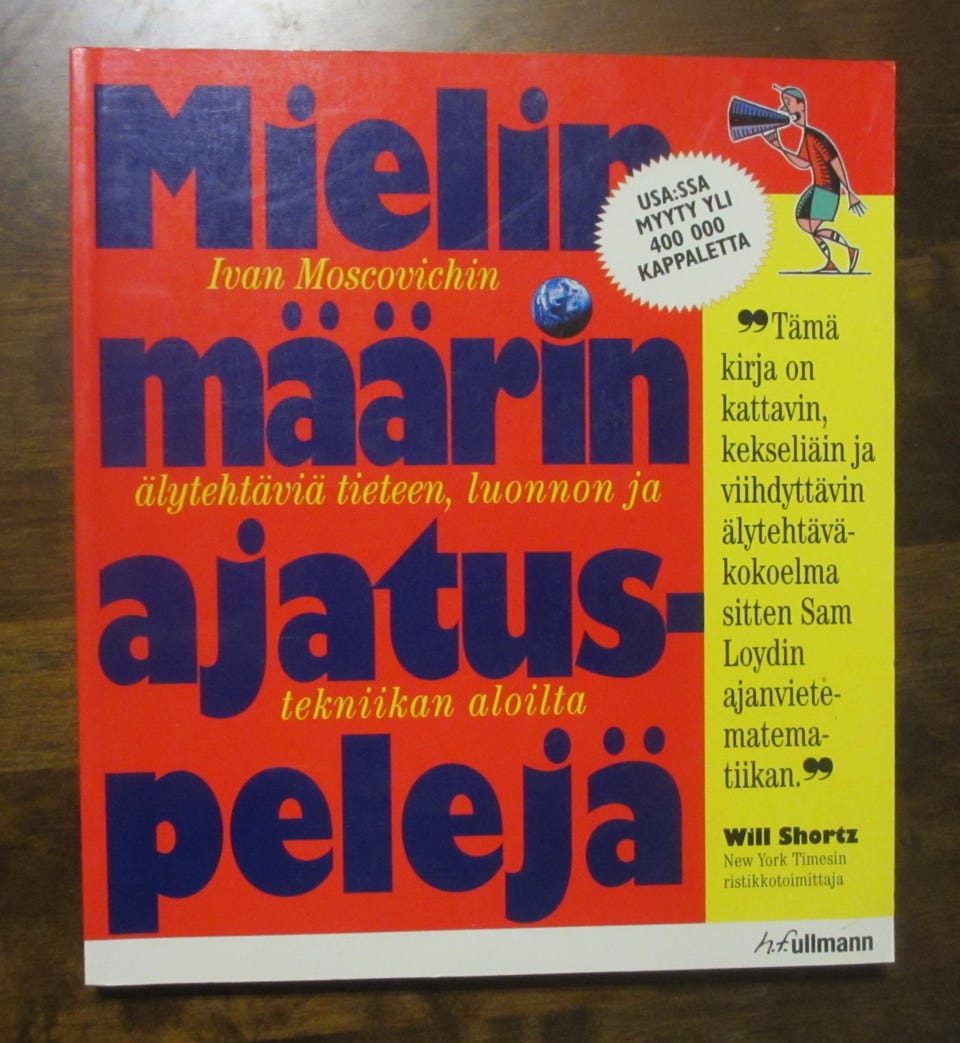 Mielin
USA:SSA
MYYTY YLI
400 000
KAPPALETTA
Ivan Moscovichin
määrin
älytehtäviä tieteen, luonnon ja
ajatus-
tekniikan aloilta
pelejä
❞Tämä
kirja on
kattavin,
kekseliäin ja
viihdyttävin
älytehtävä-
kokoelma
sitten Sam
Loydin
ajanviete-
matema-
tiikan.❞
Will Shortz
New York Timesin
ristikkotoimittaja
h.f.ullmann